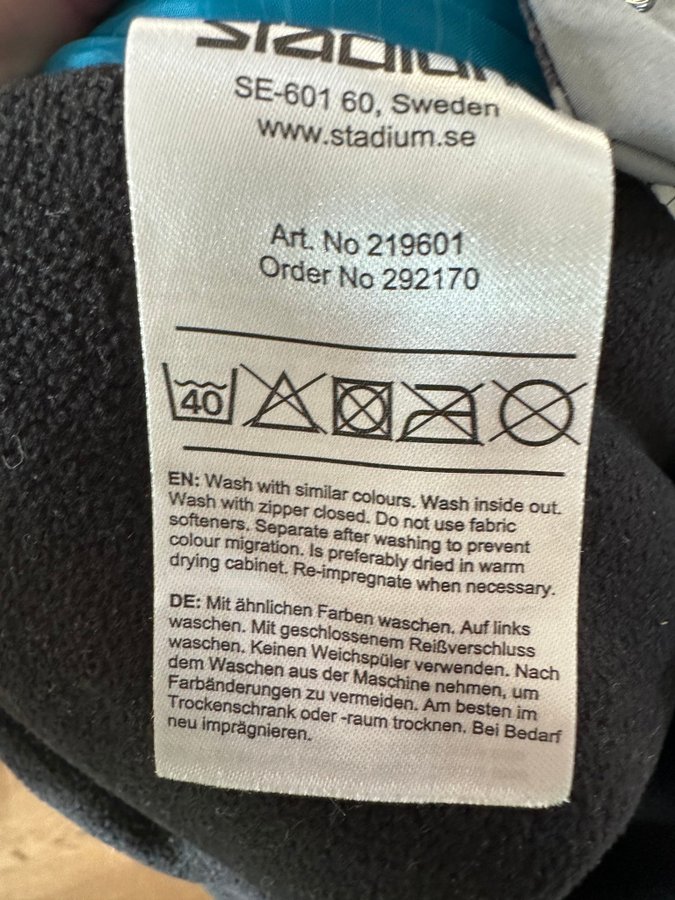 stadium
SE-601 60, Sweden
www.stadium.se
Art. No 219601
Order No 292170
40
EN: Wash with similar colours. Wash inside out.
Wash with zipper closed. Do not use fabric
softeners. Separate after washing to prevent
colour migration. Is preferably dried in warm
drying cabinet. Re-impregnate when necessary.
DE: Mit ähnlichen Farben waschen. Auf links
waschen. Mit geschlossenem Reißverschluss
waschen. Keinen Weichspüler verwenden. Nach
dem Waschen aus der Maschine nehmen, um
Farbänderungen zu vermeiden. Am besten im
Trockenschrank oder -raum trocknen. Bei Bedarf
neu imprägnieren.